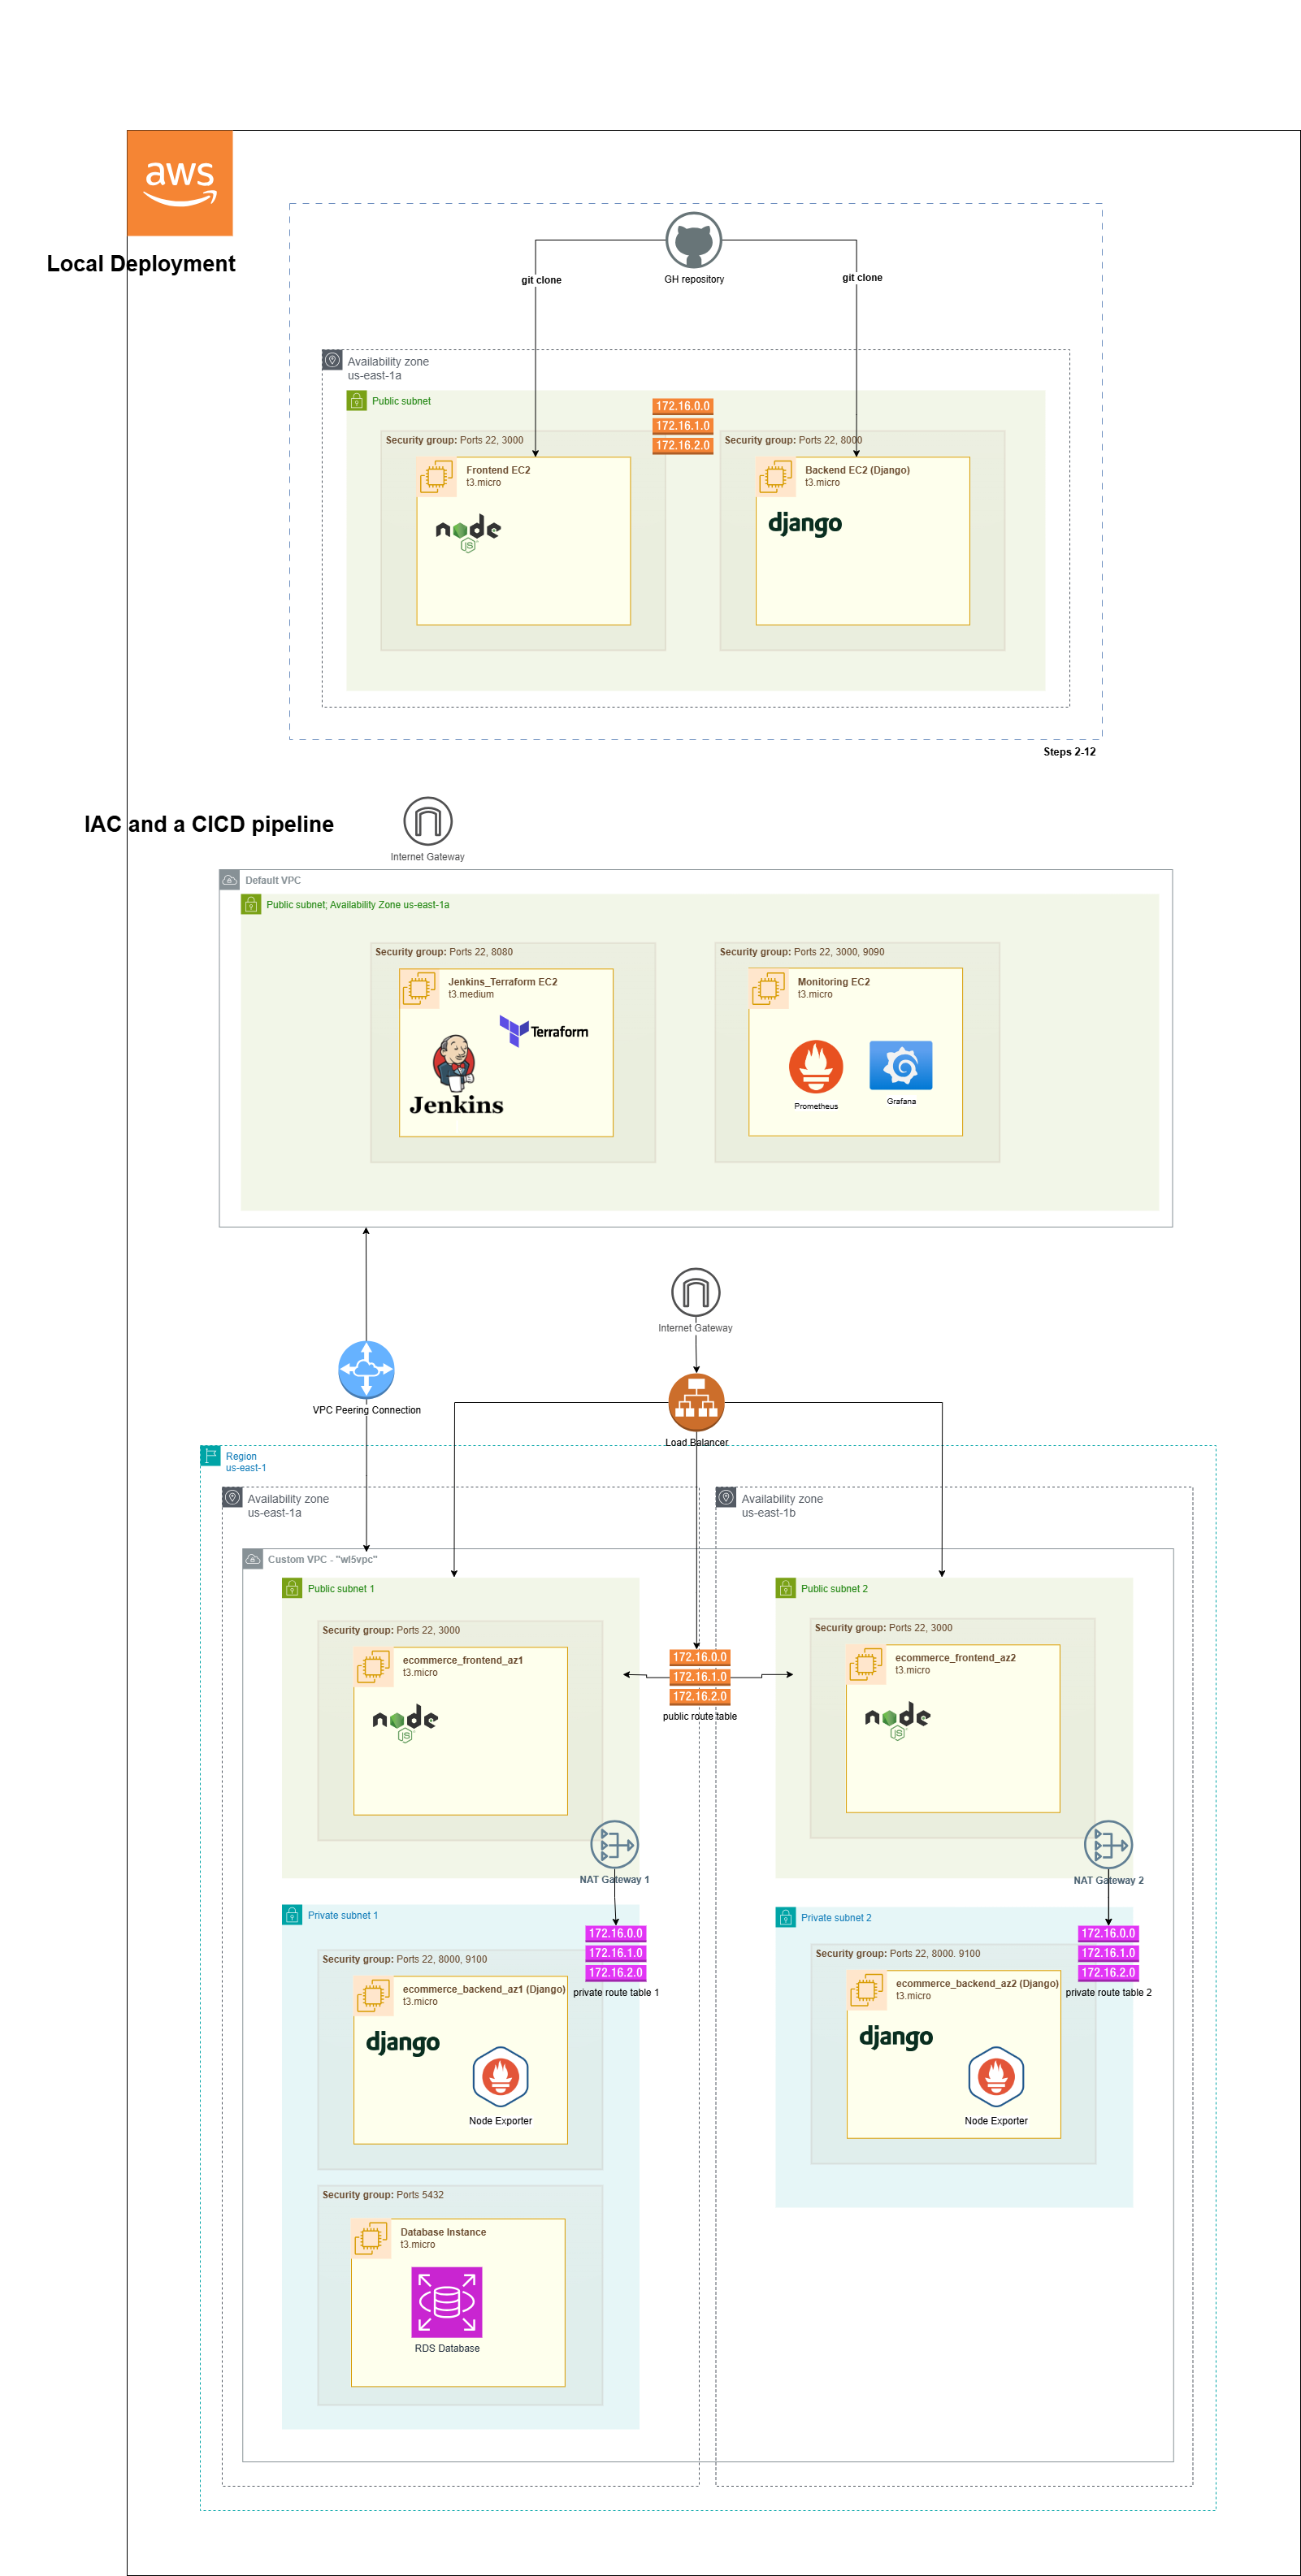 aws
Local Deployment
GH repository
git clone
git clone
Availability zone
us-east-1a
Public subnet
172.16.0.0
172.16.1.0
172.16.2.0
Security group: Ports 22, 3000
Frontend EC2
t3.micro
node
JS
Security group: Ports 22, 8000
Backend EC2 (Django)
t3.micro
django
Steps 2-12
IAC and a CICD pipeline
Internet Gateway
Default VPC
Public subnet; Availability Zone us-east-1a
Security group: Ports 22, 8080
Jenkins_Terraform EC2
t3.medium
Terraform
Jenkins
Security group: Ports 22, 3000, 9090
Monitoring EC2
t3.micro
Prometheus
Grafana
Internet Gateway
VPC Peering Connection
Load Balancer
Region
us-east-1
Availability zone
us-east-1a
Availability zone
us-east-1b
Custom VPC - "wl5vpc"
Public subnet 1
Security group: Ports 22, 3000
ecommerce_frontend_az1
t3.micro
node
JS
172.16.0.0
172.16.1.0
172.16.2.0
public route table
Public subnet 2
Security group: Ports 22, 3000
ecommerce_frontend_az2
t3.micro
node
JS
NAT Gateway 1
NAT Gateway 2
Private subnet 1
172.16.0.0
172.16.1.0
172.16.2.0
private route table 1
Security group: Ports 22, 8000, 9100
ecommerce_backend_az1 (Django)
t3.micro
django
Node Exporter
Private subnet 2
172.16.0.0
172.16.1.0
172.16.2.0
private route table 2
Security group: Ports 22, 8000. 9100
ecommerce_backend_az2 (Django)
t3.micro
django
Node Exporter
Security group: Ports 5432
Database Instance
t3.micro
RDS Database